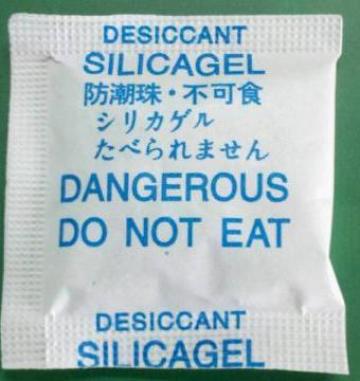 DESICCANT
SILICAGEL
防潮珠・不可食
シリカゲル
たべられません
DANGEROUS
DO NOT EAT
DESICCANT
SILICAGEL